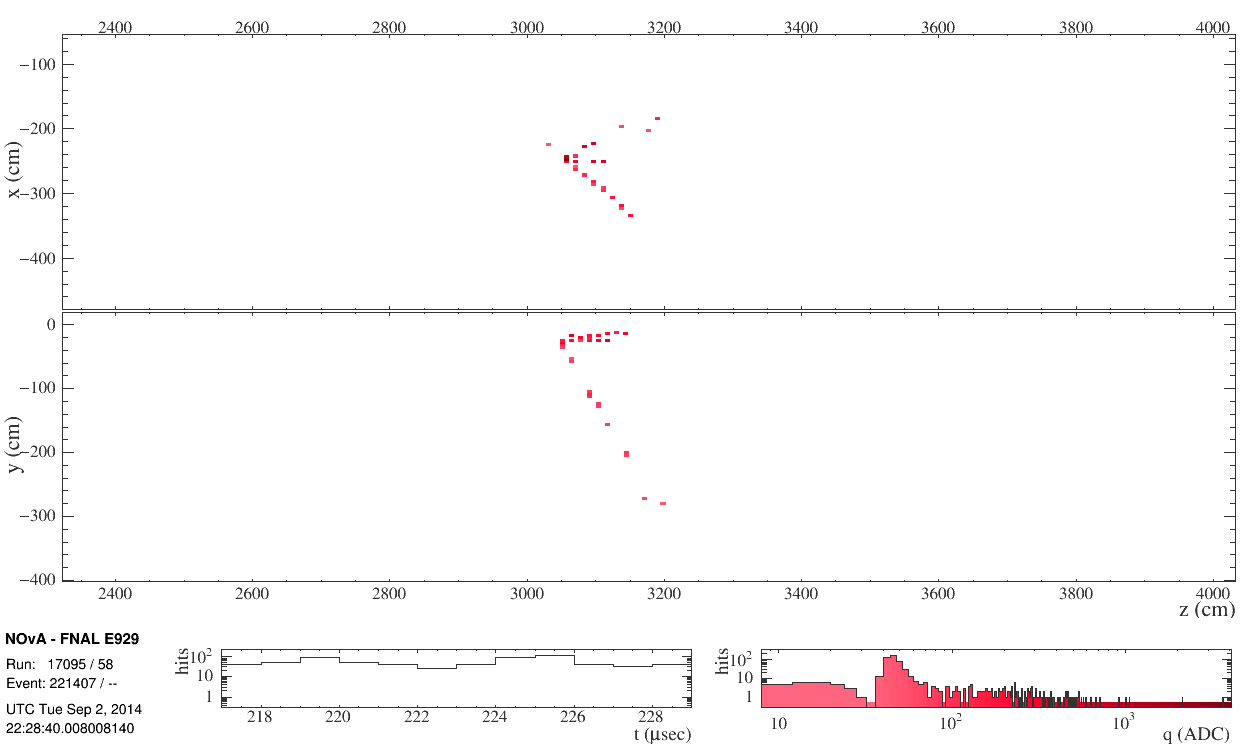 2400 2600 2800 3000 3200 3400 3600 3800 4000
−100
−200
−300
−400
x (cm)
0
−100
−200
−300
−400
y (cm)
2400 2600 2800 3000 3200 3400 3600 3800 4000
z (cm)
NOvA - FNAL E929
Run: 17095 / 58
Event: 221407 / --
UTC Tue Sep 2, 2014
22:28:40.008008140
hits
10²
10
1
218 220 222 224 226 228
t (μsec)
hits
10²
10
1
10 10² 10³
q (ADC)